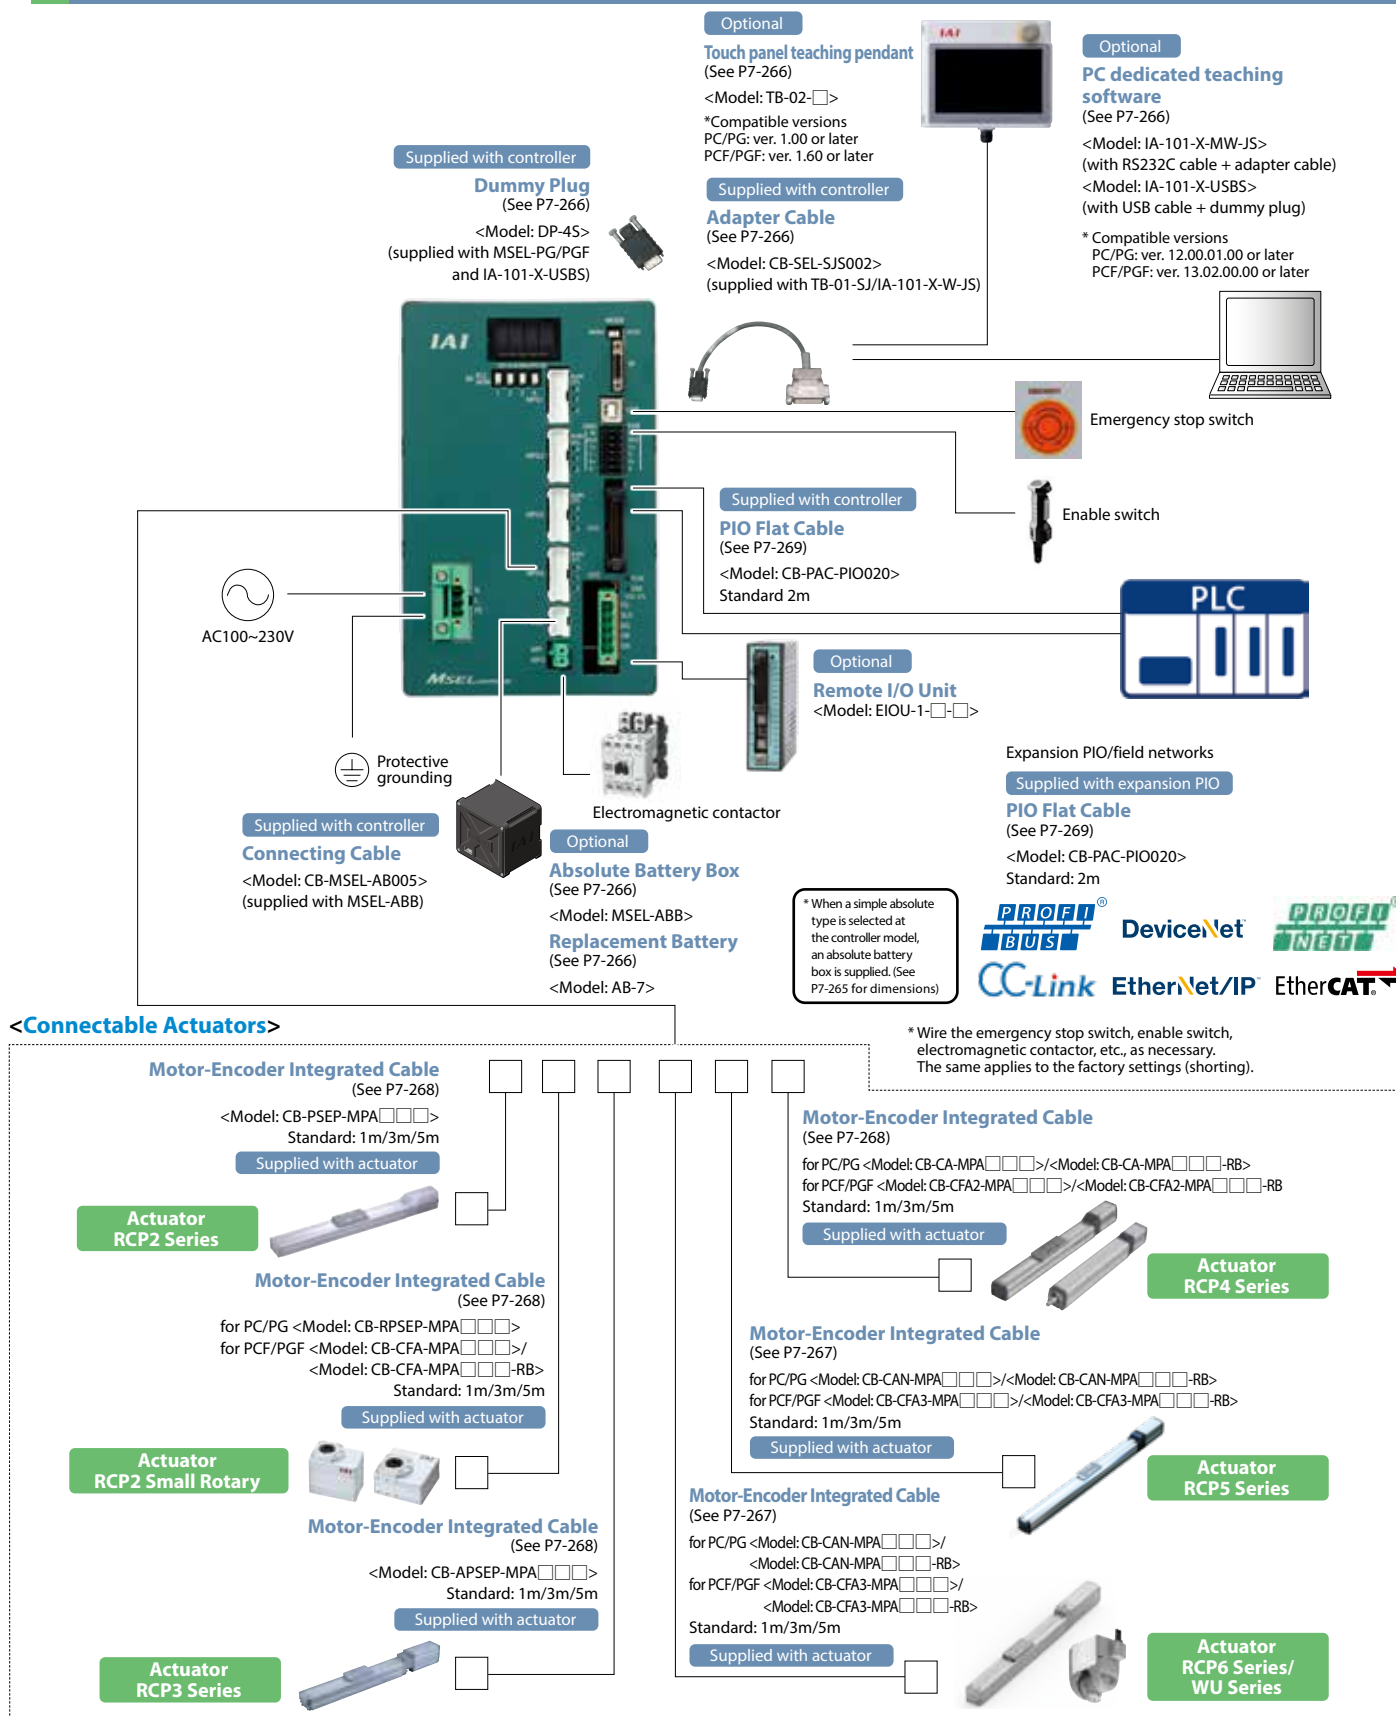 Optional
Touch panel teaching pendant
(See P7-266)
<Model: TB-02-□>
*Compatible versions
PC/PG: ver. 1.00 or later
PCF/PGF: ver. 1.60 or later
IAI
Optional
PC dedicated teaching
software
(See P7-266)
<Model: IA-101-X-MW-JS>
(with RS232C cable + adapter cable)
<Model: IA-101-X-USBS>
(with USB cable + dummy plug)
* Compatible versions
PC/PG: ver. 12.00.01.00 or later
PCF/PGF: ver. 13.02.00.00 or later
Supplied with controller
Dummy Plug
(See P7-266)
<Model: DP-4S>
(supplied with MSEL-PG/PGF
and IA-101-X-USBS)
Supplied with controller
Adapter Cable
(See P7-266)
<Model: CB-SEL-SJS002>
(supplied with TB-01-SJ/IA-101-X-W-JS)
IAI
MSEL
Emergency stop switch
Enable switch
Supplied with controller
PIO Flat Cable
(See P7-269)
<Model: CB-PAC-PIO020>
Standard 2m
PLC
AC100~230V
Protective
grounding
Optional
Remote I/O Unit
<Model: EIOU-1-□-□>
Electromagnetic contactor
Supplied with controller
Connecting Cable
<Model: CB-MSEL-AB005>
(supplied with MSEL-ABB)
Optional
Absolute Battery Box
(See P7-266)
<Model: MSEL-ABB>
Replacement Battery
(See P7-266)
<Model: AB-7>
* When a simple absolute
type is selected at
the controller model,
an absolute battery
box is supplied. (See
P7-265 for dimensions)
Expansion PIO/field networks
Supplied with expansion PIO
PIO Flat Cable
(See P7-269)
<Model: CB-PAC-PIO020>
Standard: 2m
PROFI BUS®
DeviceNet
PROFI NET®
CC-Link
EtherNet/IP
EtherCAT
* Wire the emergency stop switch, enable switch,
electromagnetic contactor, etc., as necessary.
The same applies to the factory settings (shorting).
<Connectable Actuators>
Motor-Encoder Integrated Cable
(See P7-268)
<Model: CB-PSEP-MPA□□□>
Standard: 1m/3m/5m
Supplied with actuator
Actuator
RCP2 Series
Motor-Encoder Integrated Cable
(See P7-268)
for PC/PG <Model: CB-RPSEP-MPA□□□>
for PCF/PGF <Model: CB-CFA-MPA□□□>/
<Model: CB-CFA-MPA□□□-RB>
Standard: 1m/3m/5m
Supplied with actuator
Actuator
RCP2 Small Rotary
Motor-Encoder Integrated Cable
(See P7-268)
<Model: CB-APSEP-MPA□□□>
Standard: 1m/3m/5m
Supplied with actuator
Actuator
RCP3 Series
Motor-Encoder Integrated Cable
(See P7-268)
for PC/PG <Model: CB-CA-MPA□□□>/<Model: CB-CA-MPA□□□-RB>
for PCF/PGF <Model: CB-CFA2-MPA□□□>/<Model: CB-CFA2-MPA□□□-RB
Standard: 1m/3m/5m
Supplied with actuator
Actuator
RCP4 Series
Motor-Encoder Integrated Cable
(See P7-267)
for PC/PG <Model: CB-CAN-MPA□□□>/<Model: CB-CAN-MPA□□□-RB>
for PCF/PGF <Model: CB-CFA3-MPA□□□>/<Model: CB-CFA3-MPA□□□-RB>
Standard: 1m/3m/5m
Supplied with actuator
Actuator
RCP5 Series
Motor-Encoder Integrated Cable
(See P7-267)
for PC/PG <Model: CB-CAN-MPA□□□>/
<Model: CB-CAN-MPA□□□-RB>
for PCF/PGF <Model: CB-CFA3-MPA□□□>/
<Model: CB-CFA3-MPA□□□-RB>
Standard: 1m/3m/5m
Supplied with actuator
Actuator
RCP6 Series/
WU Series